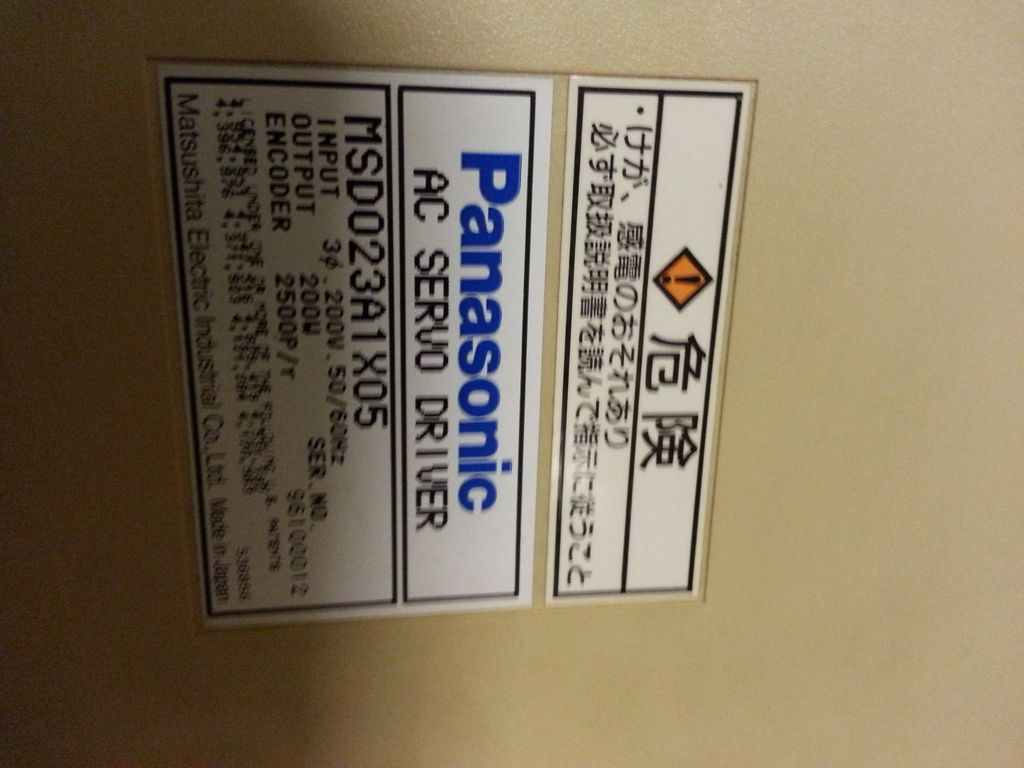 危険
・けが、感電のおそれあり
必ず取扱説明書を読んで指示に従うこと
Panasonic
AC SERVO DRIVER
MSD023A1X05
INPUT 3φ.200V.50/60Hz
OUTPUT 200W SER.NO.
ENCODER 2500P/r 96100012
Matsushita Electric Industrial Co.,Ltd. Made in Japan